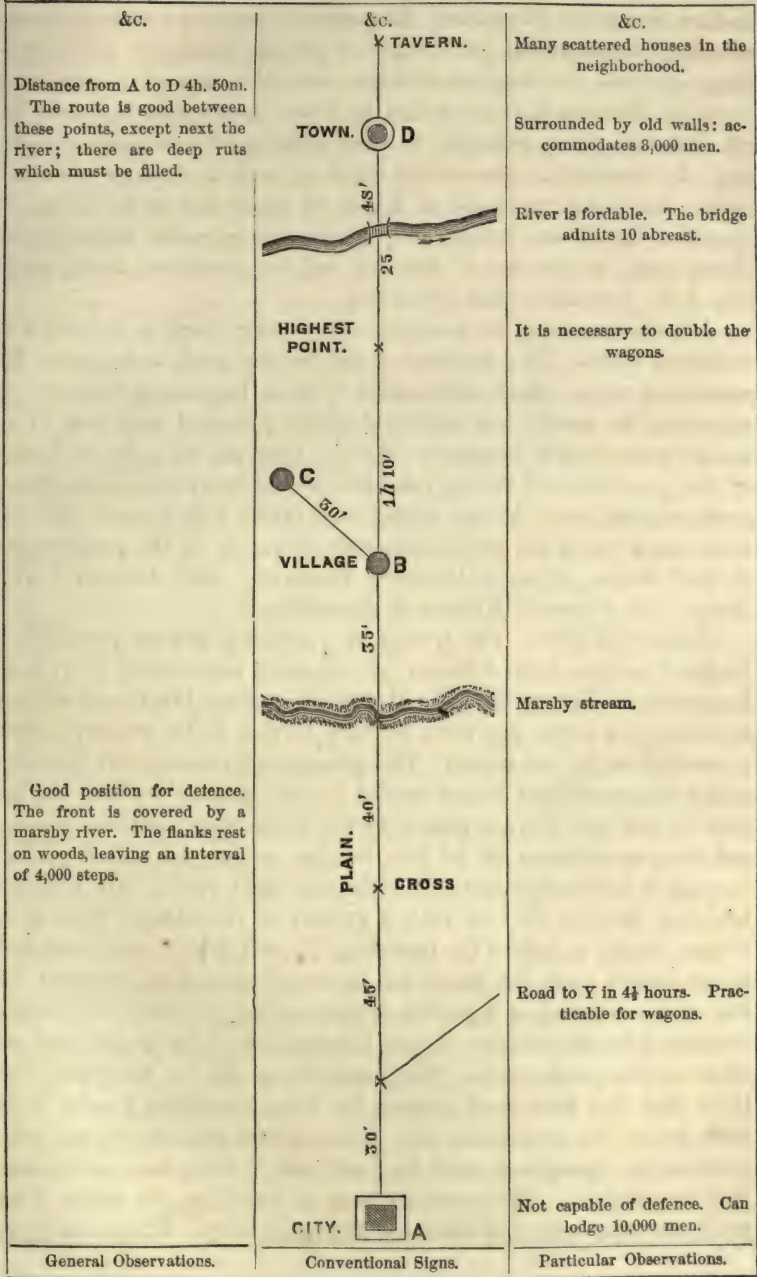 &c.
Distance from A to D 4h. 50m.
The route is good between
these points, except next the
river; there are deep ruts
which must be filled.
Good position for defence.
The front is covered by a
marshy river. The flanks rest
on woods, leaving an interval
of 4,000 steps.
General Observations.
&c.
TAVERN.
TOWN. D
48'
25
HIGHEST
POINT.
C
1h 10'
30'
VILLAGE B
35'
40'
PLAIN.
CROSS
45'
30'
CITY. A
Conventional Signs.
&c.
Many scattered houses in the
neighborhood.
Surrounded by old walls: ac-
commodates 3,000 men.
River is fordable. The bridge
admits 10 abreast.
It is necessary to double the
wagons.
Marshy stream.
Road to Y in 4½ hours. Prac-
ticable for wagons.
Not capable of defence. Can
lodge 10,000 men.
Particular Observations.